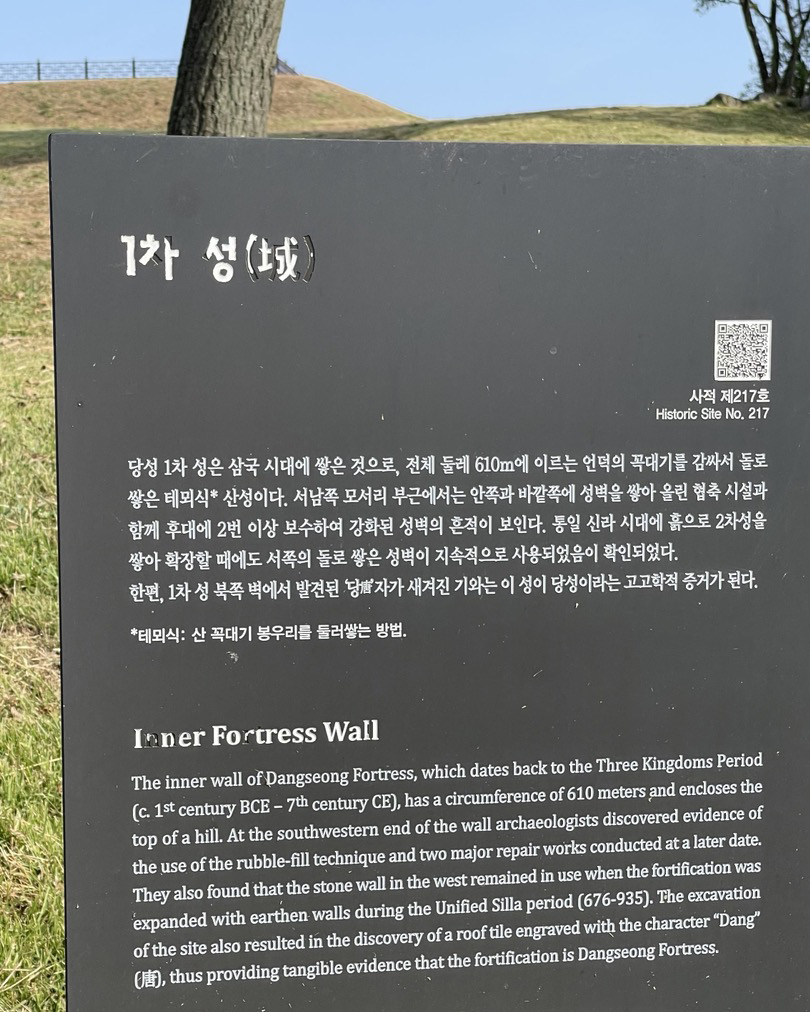 1차 성(城)
사적 제217호
Historic Site No. 217
당성 1차 성은 삼국 시대에 쌓은 것으로, 전체 둘레 610m에 이르는 언덕의 꼭대기를 감싸서 돌로
쌓은 테뫼식* 산성이다. 서남쪽 모서리 부근에서는 안쪽과 바깥쪽에 성벽을 쌓아 올린 협축 시설과
함께 후대에 2번 이상 보수하여 강화된 성벽의 흔적이 보인다. 통일 신라 시대에 흙으로 2차성을
쌓아 확장할 때에도 서쪽의 돌로 쌓은 성벽이 지속적으로 사용되었음이 확인되었다.
한편, 1차 성 북쪽 벽에서 발견된 '당唐'자가 새겨진 기와는 이 성이 당성이라는 고고학적 증거가 된다.
*테뫼식: 산 꼭대기 봉우리를 둘러쌓는 방법.
Inner Fortress Wall
The inner wall of Dangseong Fortress, which dates back to the Three Kingdoms Period
(c. 1st century BCE – 7th century CE), has a circumference of 610 meters and encloses the
top of a hill. At the southwestern end of the wall archaeologists discovered evidence of
the use of the rubble-fill technique and two major repair works conducted at a later date.
They also found that the stone wall in the west remained in use when the fortification was
expanded with earthen walls during the Unified Silla period (676-935). The excavation
of the site also resulted in the discovery of a roof tile engraved with the character “Dang”
(唐), thus providing tangible evidence that the fortification is Dangseong Fortress.